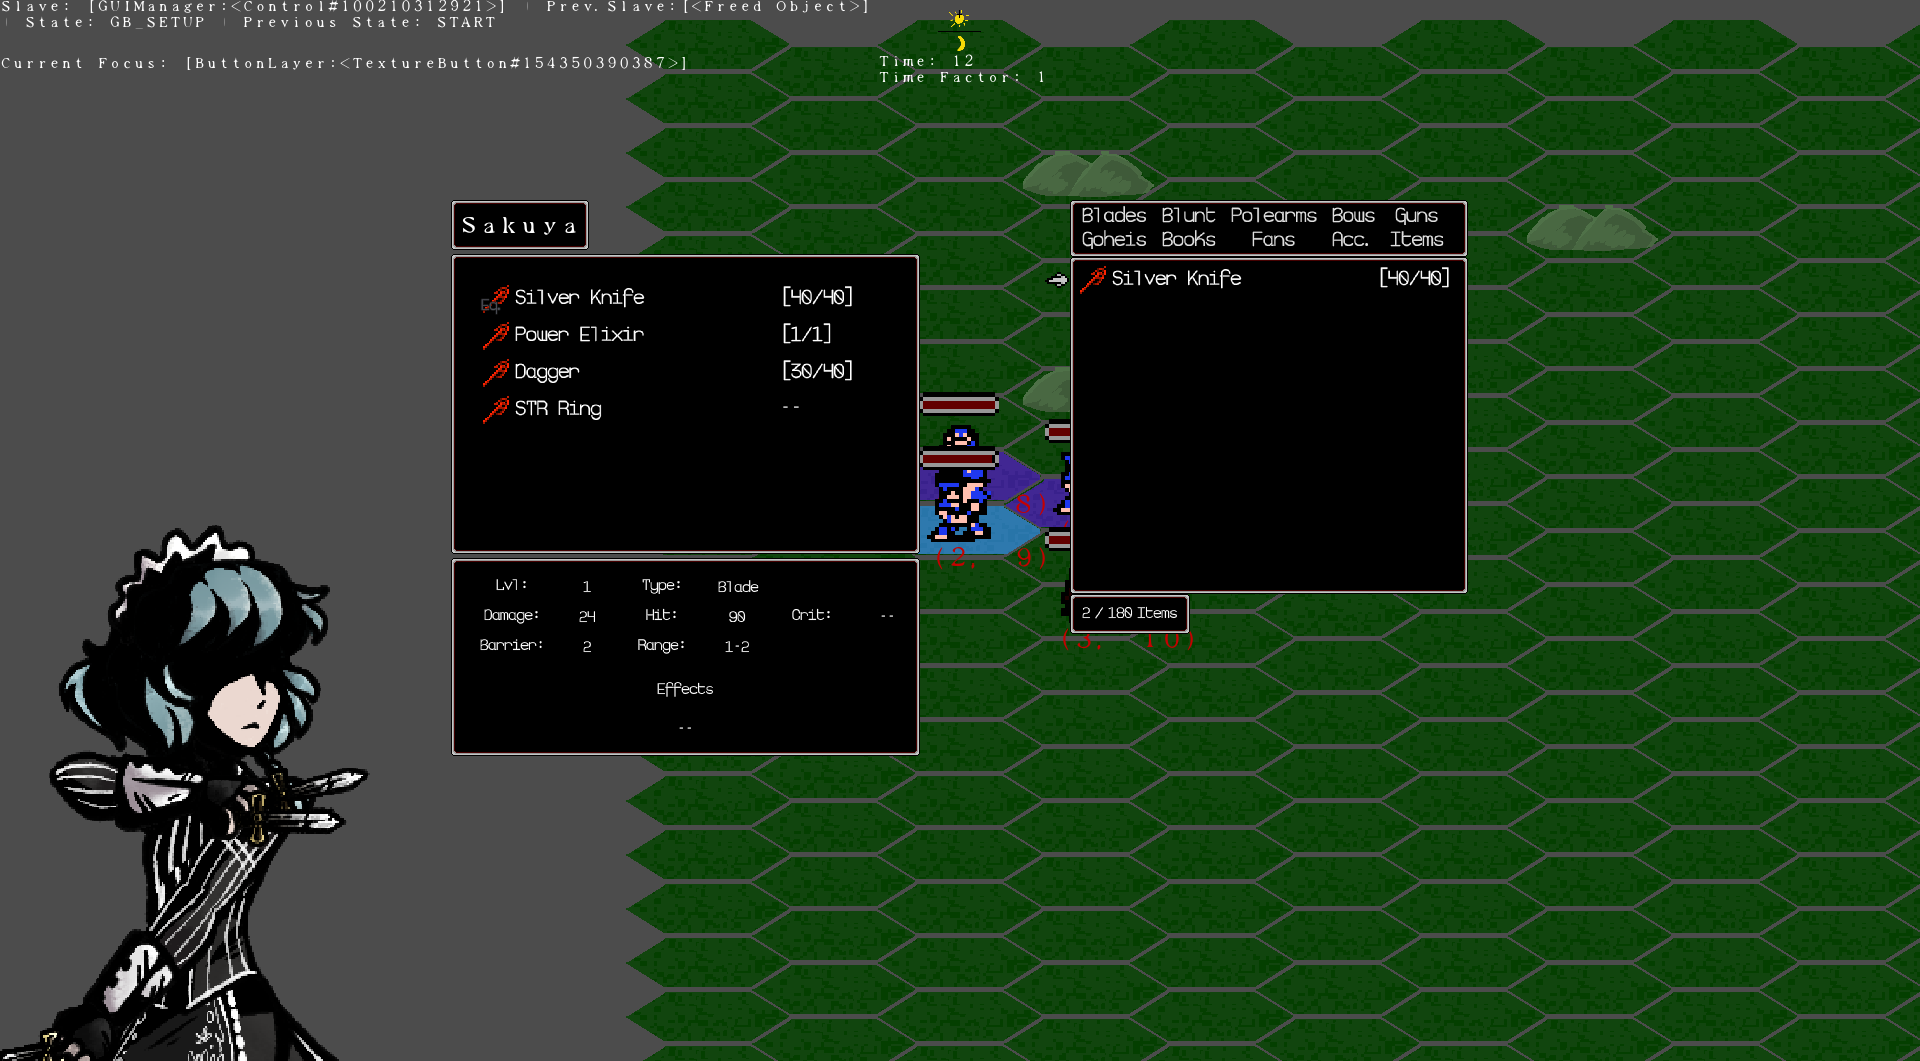 Slave: [GUIManager:<Control#100210312921>] | Prev.Slave:[<Freed Object>]
| State: GB_SETUP | Previous State: START
Current Focus: [ButtonLayer:<TextureButton#154350390387>]
Time: 12
Time Factor: 1
Sakuya
Eq. Silver Knife [40/40]
Power Elixir [1/1]
Dagger [30/40]
STR Ring --
Lvl: 1 Type: Blade
Damage: 24 Hit: 90 Crit: --
Barrier: 2 Range: 1-2
Effects
--
Blades Blunt Polearms Bows Guns
Goheis Books Fans Acc. Items
Silver Knife [40/40]
2 / 180 Items
8)
(2, 9)
(3, 10)